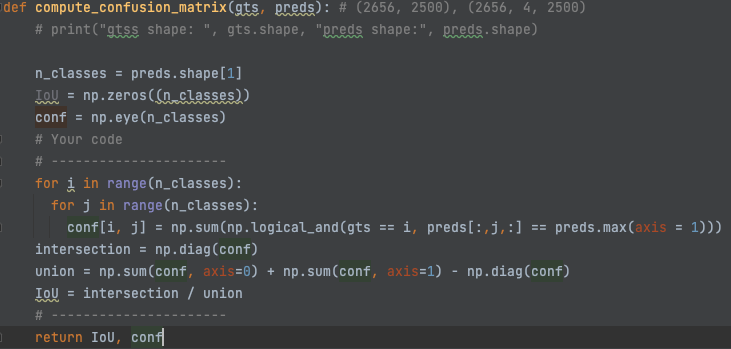 def compute_confusion_matrix(gts, preds): # (2656, 2500), (2656, 4, 2500)
    # print("gtss shape: ", gts.shape, "preds shape:", preds.shape)

    n_classes = preds.shape[1]
    IoU = np.zeros((n_classes))
    conf = np.eye(n_classes)
    # Your code
    # ----------------------
    for i in range(n_classes):
      for j in range(n_classes):
        conf[i, j] = np.sum(np.logical_and(gts == i, preds[:,j,:] == preds.max(axis = 1)))
    intersection = np.diag(conf)
    union = np.sum(conf, axis=0) + np.sum(conf, axis=1) - np.diag(conf)
    IoU = intersection / union
    # ----------------------
    return IoU, conf